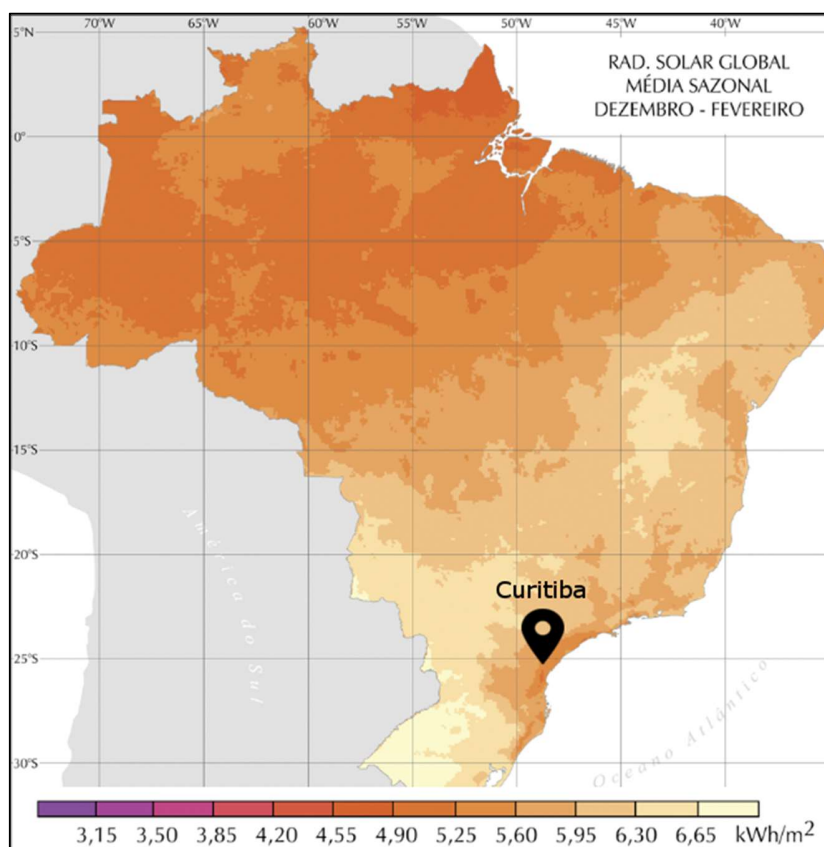 70°W 65°W 60°W 55°W 50°W 45°W 40°W
5°N
RAD. SOLAR GLOBAL
MÉDIA SAZONAL
DEZEMBRO - FEVEREIRO
0°
5°S
10°S
15°S
América do Sul
20°S
Curitiba
25°S
Oceano Atlântico
30°S
3,15 3,50 3,85 4,20 4,55 4,90 5,25 5,60 5,95 6,30 6,65 kWh/m²